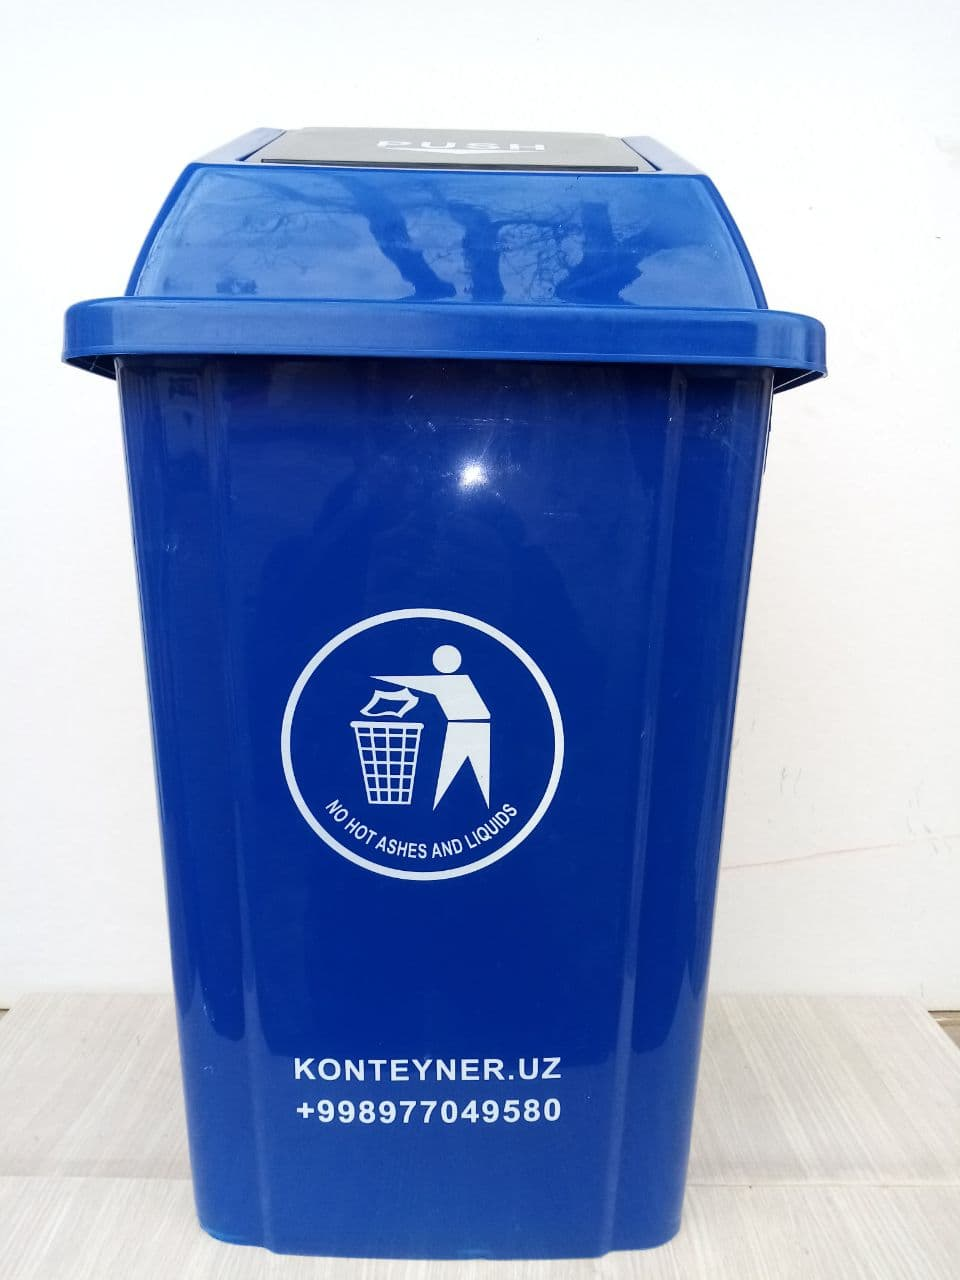 PUSH
NO HOT ASHES AND LIQUIDS
KONTEYNER.UZ
+998977049580